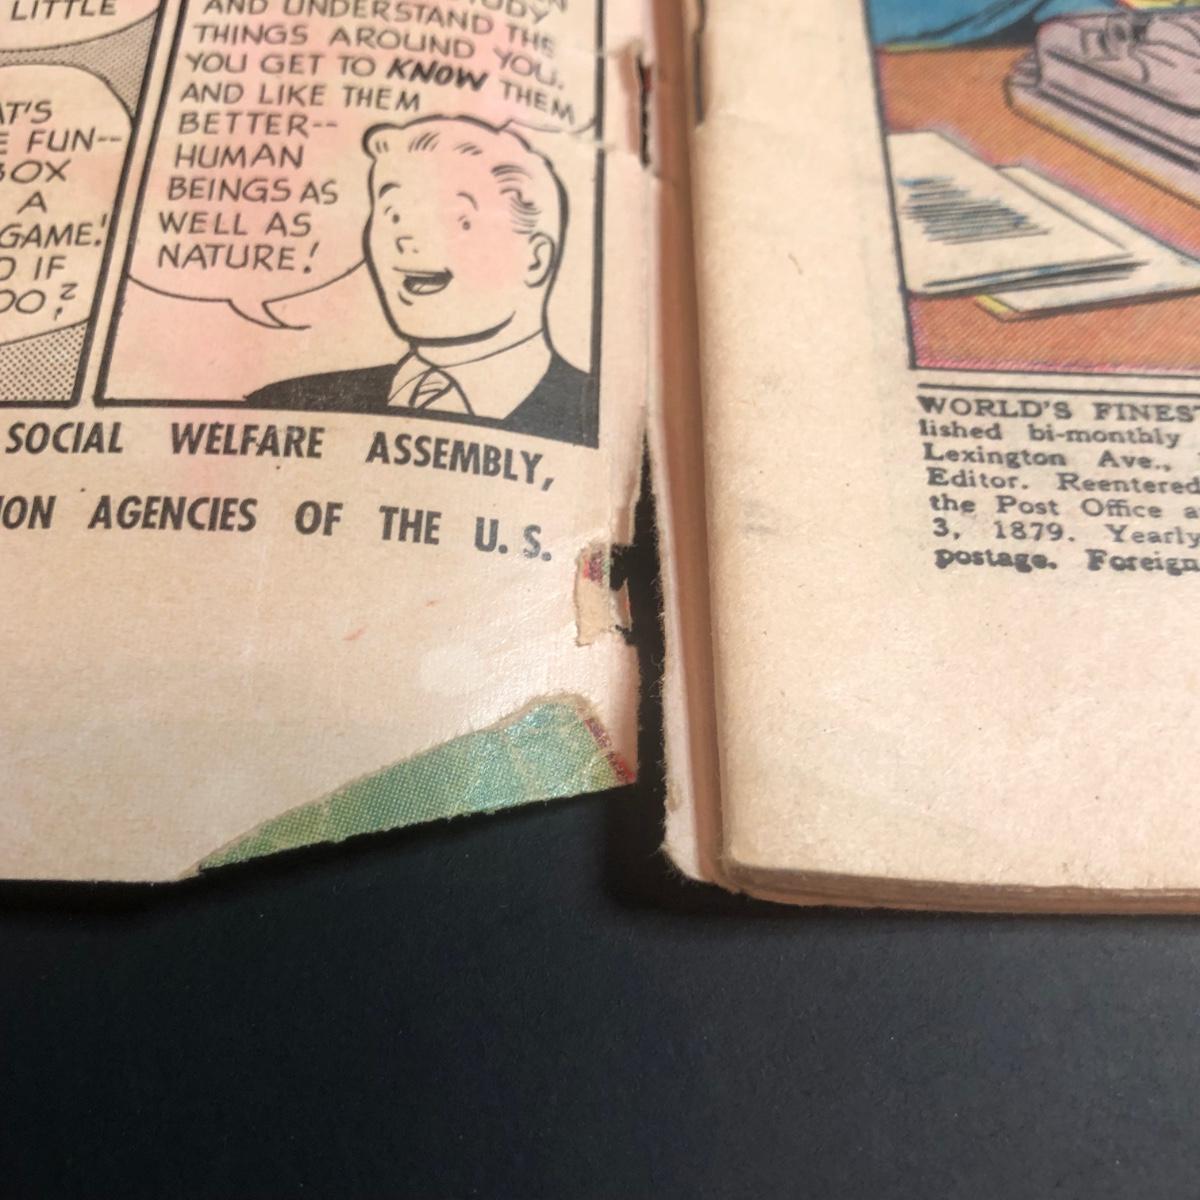 LITTLE
AT'S
FUN--
BOX
A
GAME!
IF
AND UNDERSTAND THE
THINGS AROUND YOU.
YOU GET TO KNOW THEM
AND LIKE THEM
BETTER--
HUMAN
BEINGS AS
WELL AS
NATURE!
SOCIAL WELFARE ASSEMBLY,
ION AGENCIES OF THE U.S.
WORLD'S FINEST
lished bi-monthly
Lexington Ave.,
Editor. Reentered
the Post Office a
3, 1879. Yearly
postage. Foreign